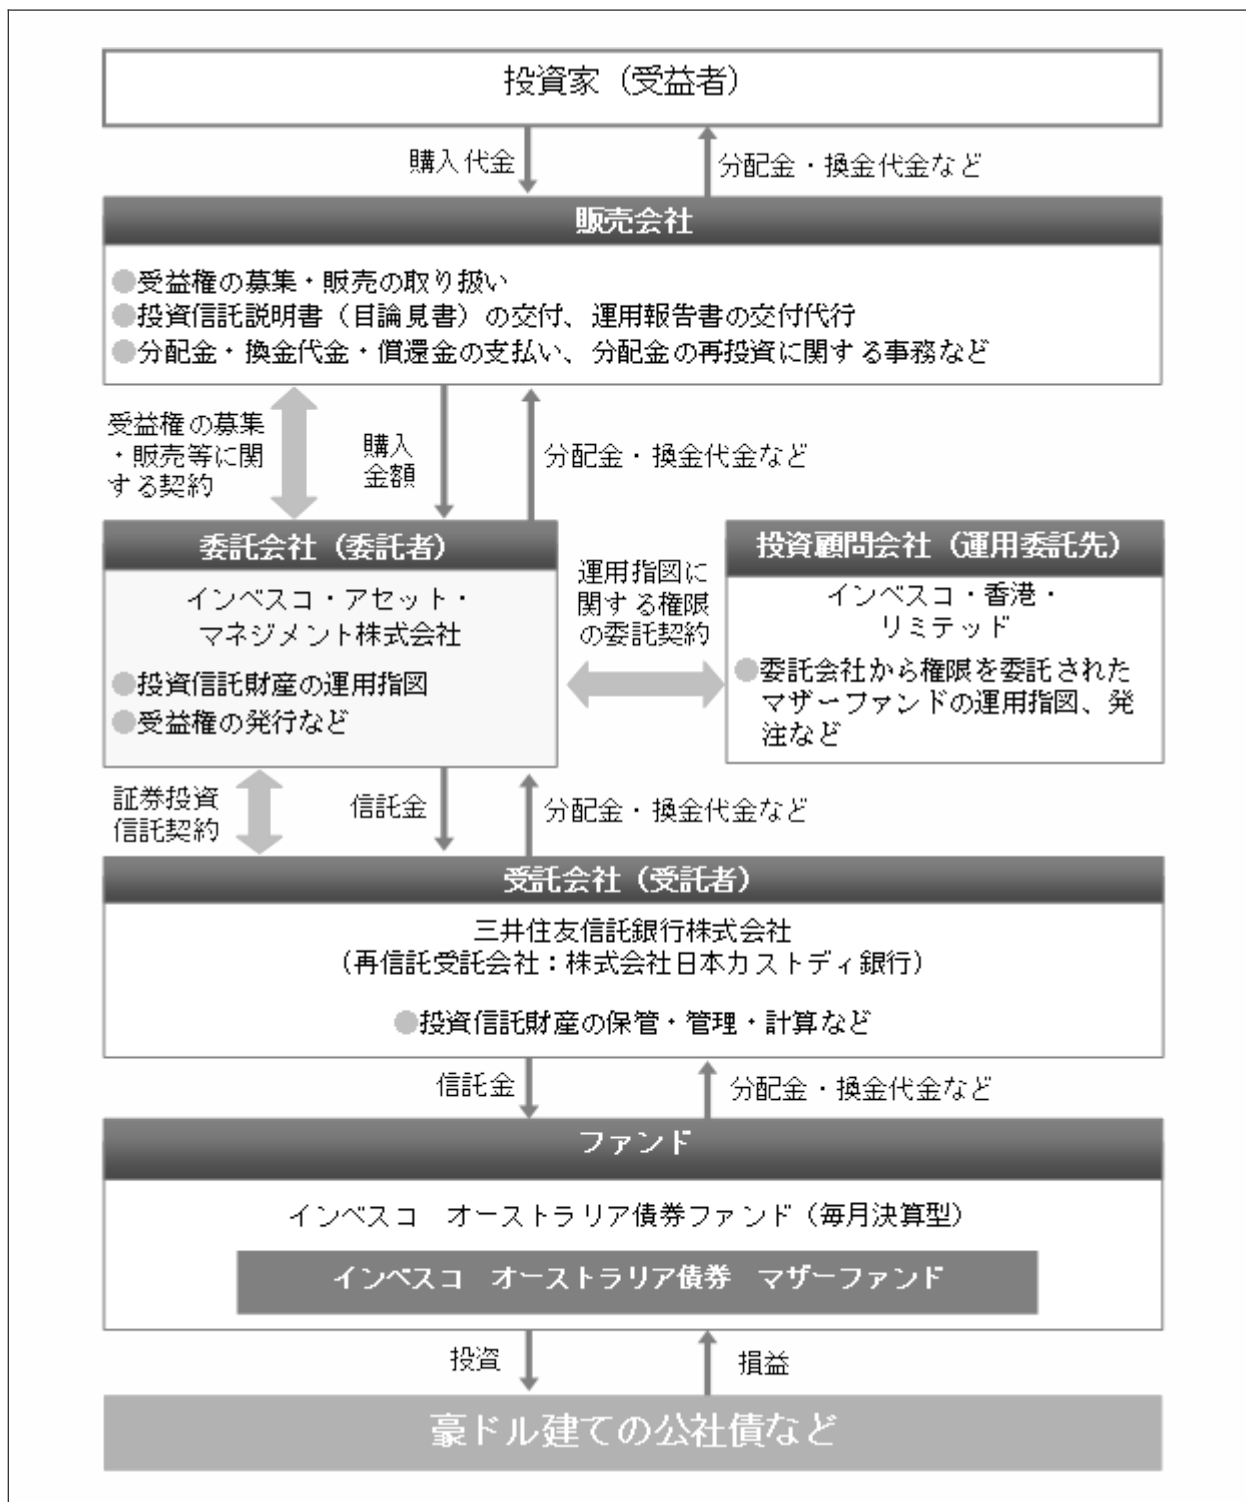 投資家（受益者）
購入代金
分配金・換金代金など
販売会社
●受益権の募集・販売の取り扱い
●投資信託説明書（目論見書）の交付、運用報告書の交付代行
●分配金・換金代金・償還金の支払い、分配金の再投資に関する事務など
受益権の募集
・販売等に関
する契約
購入
金額
分配金・換金代金など
委託会社（委託者）
インベスコ・アセット・
マネジメント株式会社
●投資信託財産の運用指図
●受益権の発行など
運用指図に
関する権限
の委託契約
投資顧問会社（運用委託先）
インベスコ・香港・
リミテッド
●委託会社から権限を委託された
マザーファンドの運用指図、発
注など
証券投資
信託契約
信託金
分配金・換金代金など
受託会社（受託者）
三井住友信託銀行株式会社
（再信託受託会社：株式会社日本カストディ銀行）
●投資信託財産の保管・管理・計算など
信託金
分配金・換金代金など
ファンド
インベスコ　オーストラリア債券ファンド（毎月決算型）
インベスコ　オーストラリア債券　マザーファンド
投資
損益
豪ドル建ての公社債など